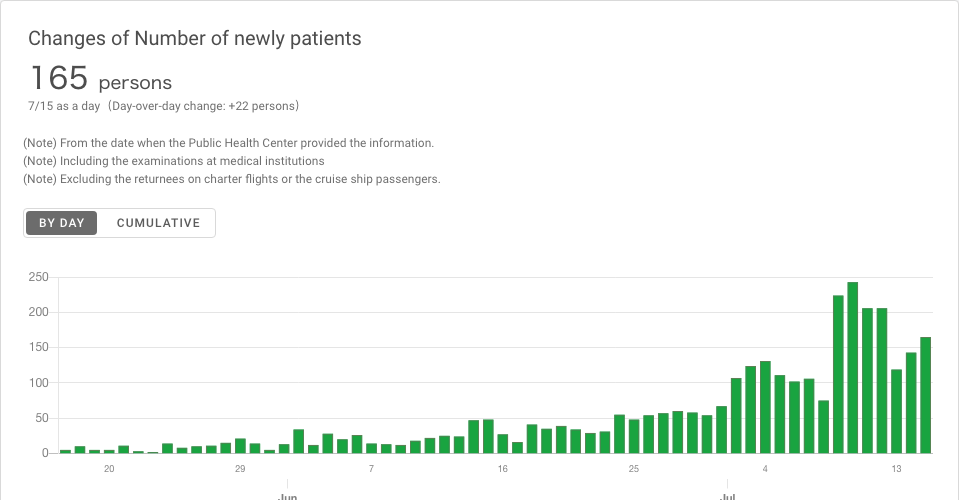 Changes of Number of newly patients
165 persons
7/15 as a day（Day-over-day change: +22 persons）
(Note) From the date when the Public Health Center provided the information.
(Note) Including the examinations at medical institutions
(Note) Excluding the returnees on charter flights or the cruise ship passengers.
BY DAY CUMULATIVE
250
200
150
100
50
0
20 29 7 16 25 4 13
Jun Jul